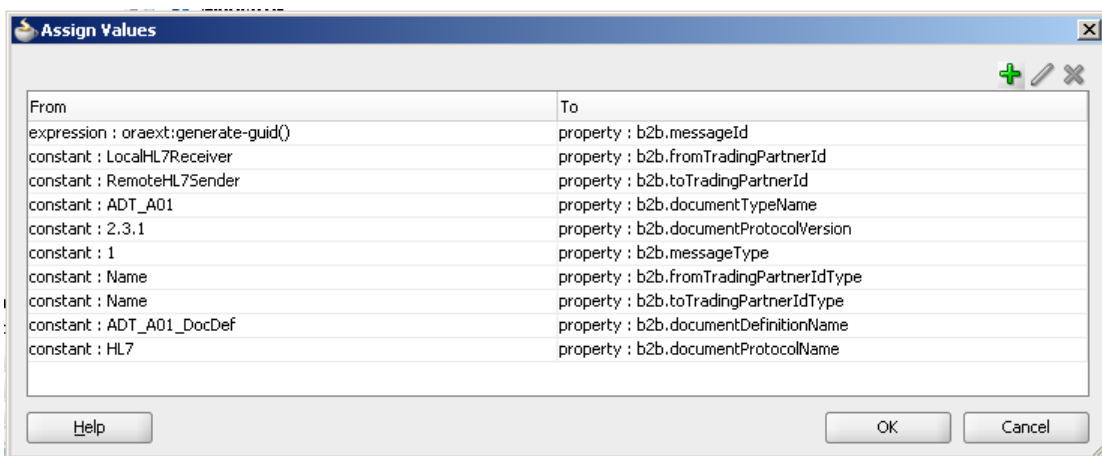 Assign Values
From To
expression : oraext:generate-guid() property : b2b.messageId
constant : LocalHL7Receiver property : b2b.fromTradingPartnerId
constant : RemoteHL7Sender property : b2b.toTradingPartnerId
constant : ADT_A01 property : b2b.documentTypeName
constant : 2.3.1 property : b2b.documentProtocolVersion
constant : 1 property : b2b.messageType
constant : Name property : b2b.fromTradingPartnerIdType
constant : Name property : b2b.toTradingPartnerIdType
constant : ADT_A01_DocDef property : b2b.documentDefinitionName
constant : HL7 property : b2b.documentProtocolName
Help OK Cancel